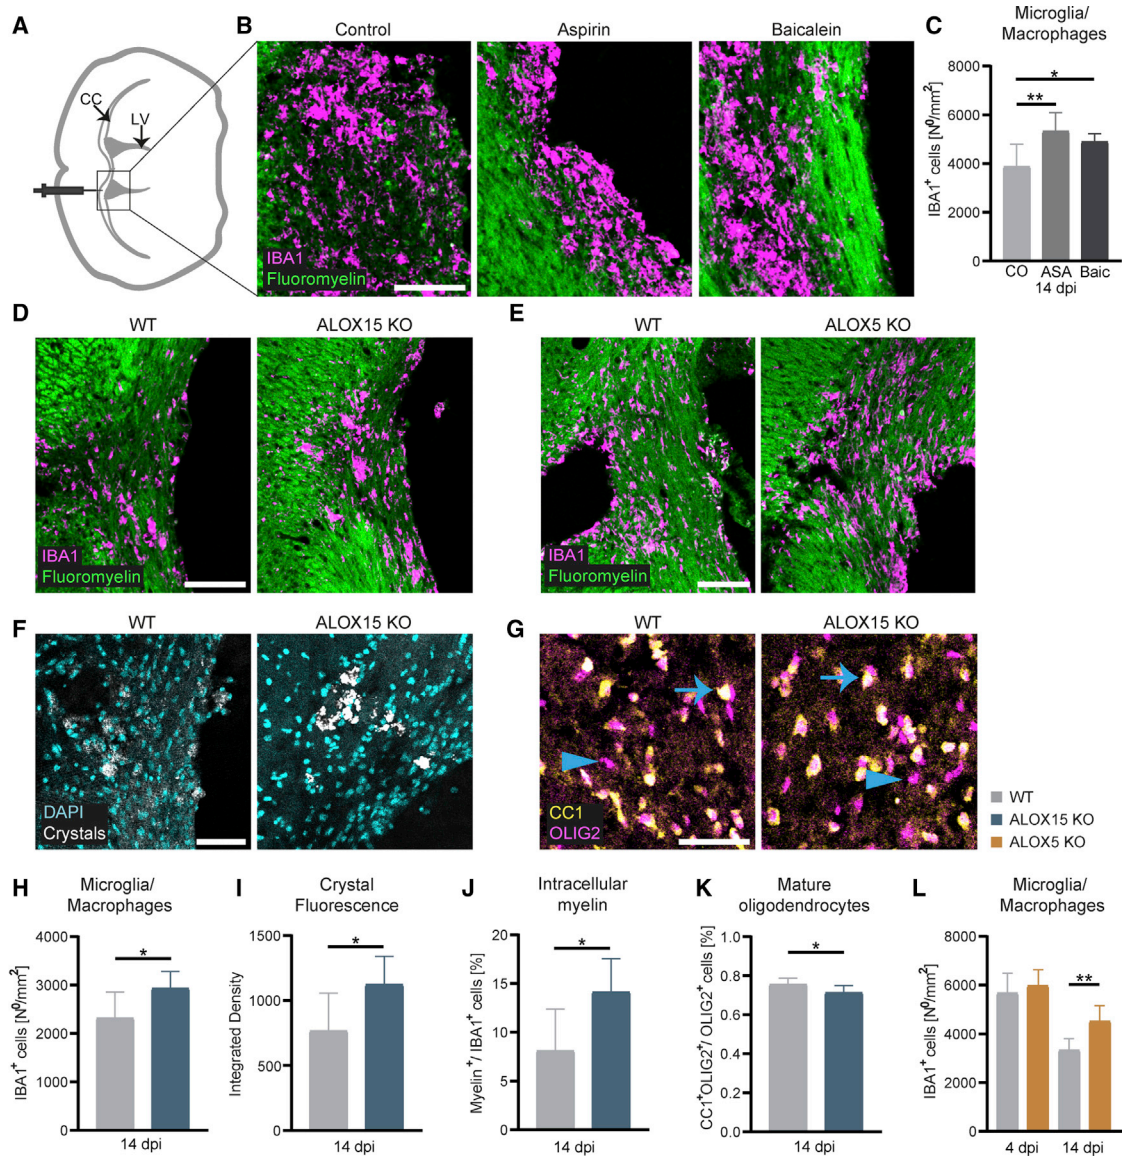 A
CC
LV
B
Control
Aspirin
Baicalein
IBA1
Fluoromyelin
C
Microglia/
Macrophages
IBA1⁺ cells [N⁰/mm²]
8000
6000
4000
2000
0
*
**
CO ASA Baic
14 dpi
D
WT
ALOX15 KO
IBA1
Fluoromyelin
E
WT
ALOX5 KO
IBA1
Fluoromyelin
F
WT
ALOX15 KO
DAPI
Crystals
G
WT
ALOX15 KO
CC1
OLIG2
WT
ALOX15 KO
ALOX5 KO
H
Microglia/
Macrophages
IBA1⁺ cells [N⁰/mm²]
4000
3000
2000
1000
0
*
14 dpi
I
Crystal
Fluorescence
Integrated Density
1500
1000
500
0
*
14 dpi
J
Intracellular
myelin
Myelin⁺/ IBA1⁺ cells [%]
20
15
10
5
0
*
14 dpi
K
Mature
oligodendrocytes
CC1⁺OLIG2⁺/ OLIG2⁺ cells [%]
1.0
0.8
0.6
0.4
0.2
0.0
*
14 dpi
L
Microglia/
Macrophages
IBA1⁺ cells [N⁰/mm²]
8000
6000
4000
2000
0
**
4 dpi 14 dpi